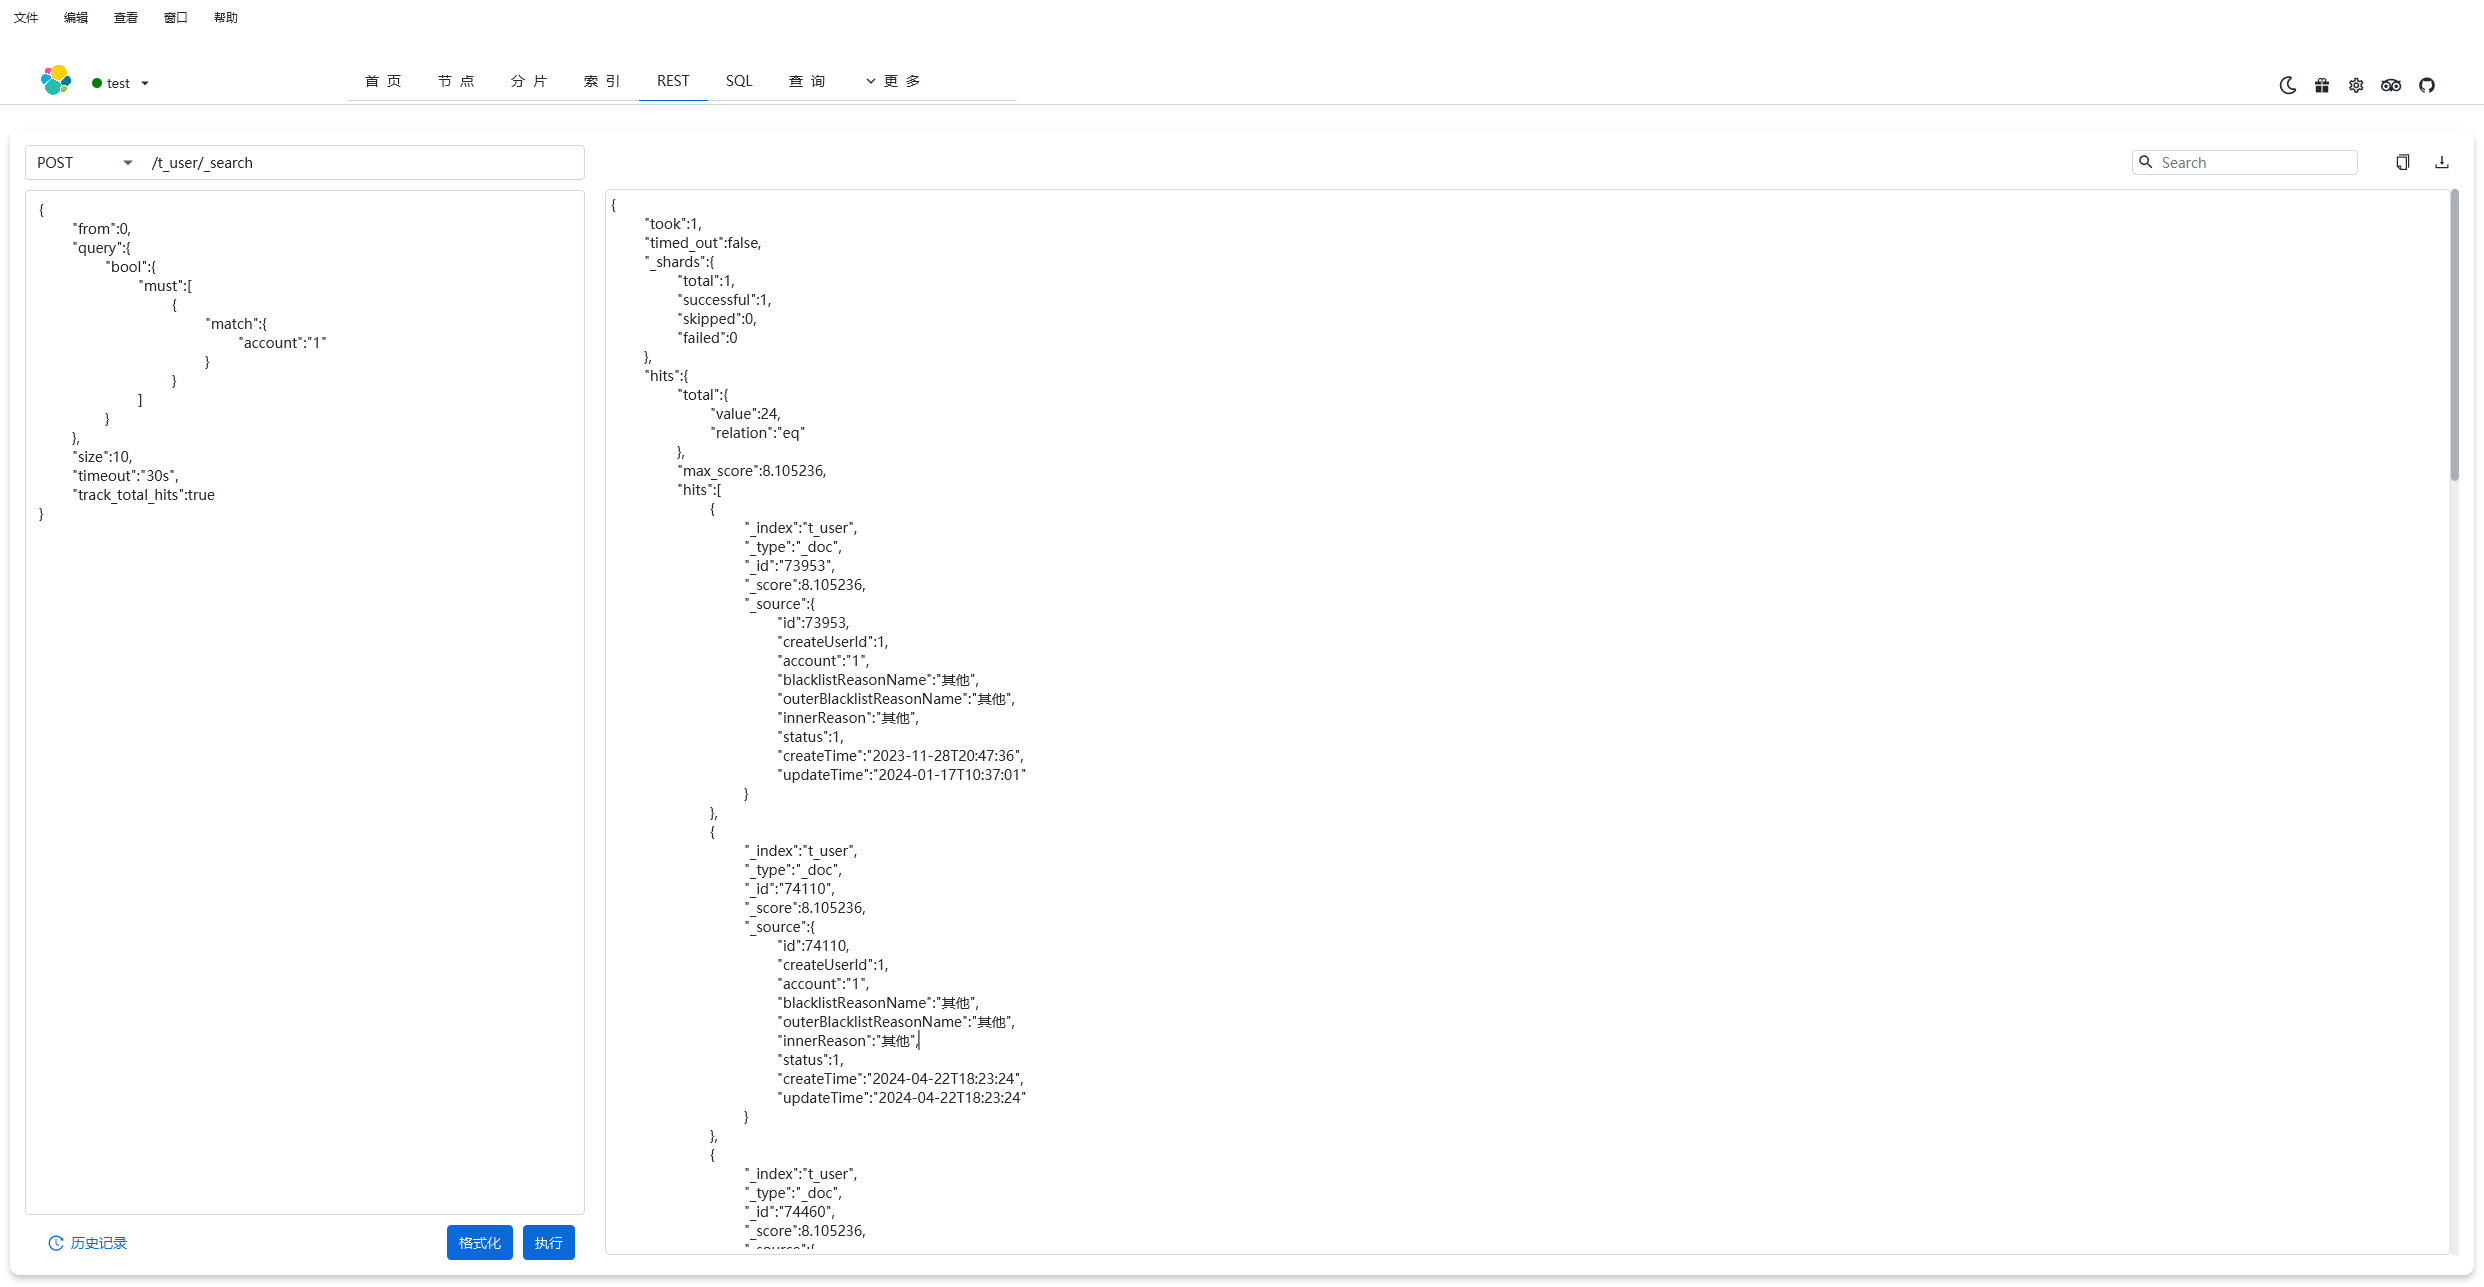 文件 编辑 查看 窗口 帮助
test 首页 节点 分片 索引 REST SQL 查询 更多
POST /t_user/_search
Search
{
"from":0,
"query":{
"bool":{
"must":[
{
"match":{
"account":"1"
}
}
]
}
},
"size":10,
"timeout":"30s",
"track_total_hits":true
}
历史记录 格式化 执行
{
"took":1,
"timed_out":false,
"_shards":{
"total":1,
"successful":1,
"skipped":0,
"failed":0
},
"hits":{
"total":{
"value":24,
"relation":"eq"
},
"max_score":8.105236,
"hits":[
{
"_index":"t_user",
"_type":"_doc",
"_id":"73953",
"_score":8.105236,
"_source":{
"id":73953,
"createUserId":1,
"account":"1",
"blacklistReasonName":"其他",
"outerBlacklistReasonName":"其他",
"innerReason":"其他",
"status":1,
"createTime":"2023-11-28T20:47:36",
"updateTime":"2024-01-17T10:37:01"
}
},
{
"_index":"t_user",
"_type":"_doc",
"_id":"74110",
"_score":8.105236,
"_source":{
"id":74110,
"createUserId":1,
"account":"1",
"blacklistReasonName":"其他",
"outerBlacklistReasonName":"其他",
"innerReason":"其他",
"status":1,
"createTime":"2024-04-22T18:23:24",
"updateTime":"2024-04-22T18:23:24"
}
},
{
"_index":"t_user",
"_type":"_doc",
"_id":"74460",
"_score":8.105236,
"_source":{